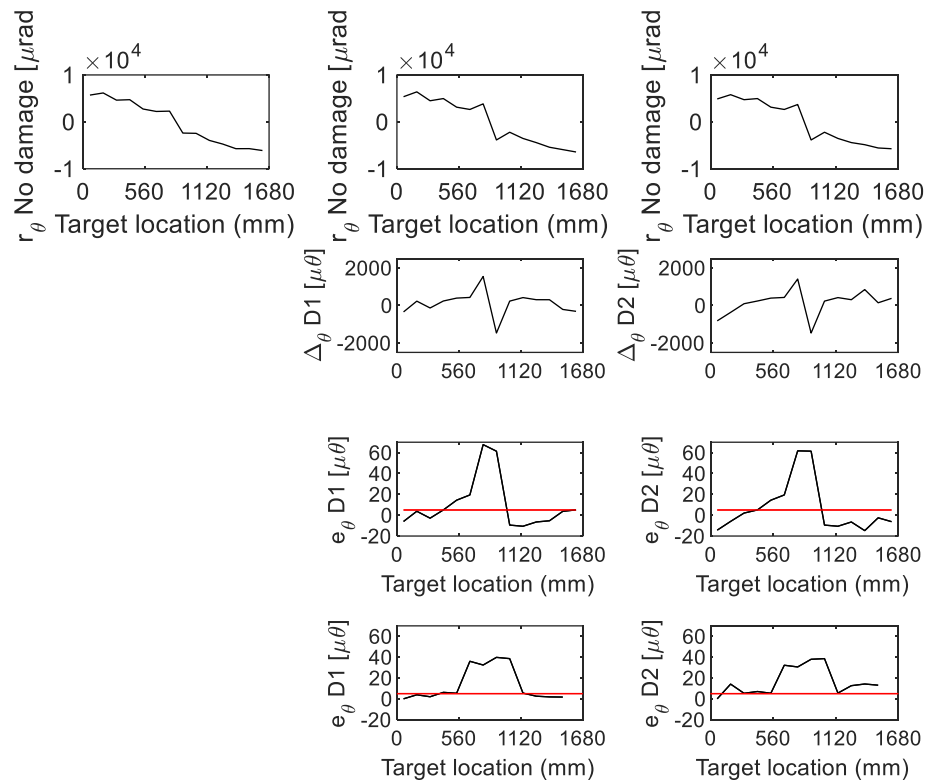 ×10⁴ ×10⁴ ×10⁴
r_θ No damage [μrad r_θ No damage [μrad r_θ No damage [μrad
1 1 1
0 0 0
-1 -1 -1
0 560 1120 1680 0 560 1120 1680 0 560 1120 1680
Target location (mm) Target location (mm) Target location (mm)
Δ_θ D1 [μθ] Δ_θ D2 [μθ]
2000 2000
0 0
-2000 -2000
0 560 1120 1680 0 560 1120 1680
e_θ D1 [μθ] e_θ D2 [μθ]
60 60
40 40
20 20
0 0
-20 -20
0 560 1120 1680 0 560 1120 1680
Target location (mm) Target location (mm)
e_θ D1 [μθ] e_θ D2 [μθ]
60 60
40 40
20 20
0 0
-20 -20
0 560 1120 1680 0 560 1120 1680
Target location (mm) Target location (mm)